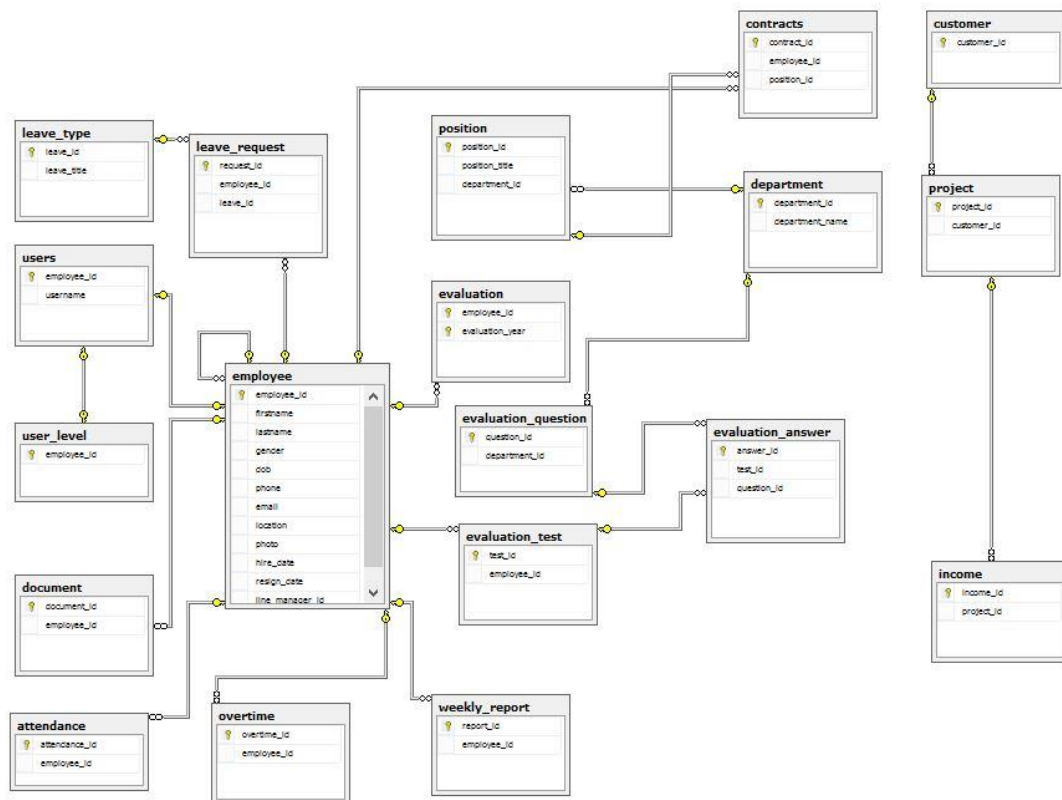 contracts
contract_id
employee_id
position_id
customer
customer_id
leave_type
leave_id
leave_title
leave_request
request_id
employee_id
leave_id
position
position_id
position_title
department_id
department
department_id
department_name
project
project_id
customer_id
users
employee_id
username
evaluation
employee_id
evaluation_year
employee
employee_id
firstname
lastname
gender
dob
phone
email
location
photo
hire_date
resign_date
line_manager_id
user_level
employee_id
evaluation_question
question_id
department_id
evaluation_answer
answer_id
test_id
question_id
evaluation_test
test_id
employee_id
document
document_id
employee_id
income
income_id
project_id
attendance
attendance_id
employee_id
overtime
overtime_id
employee_id
weekly_report
report_id
employee_id